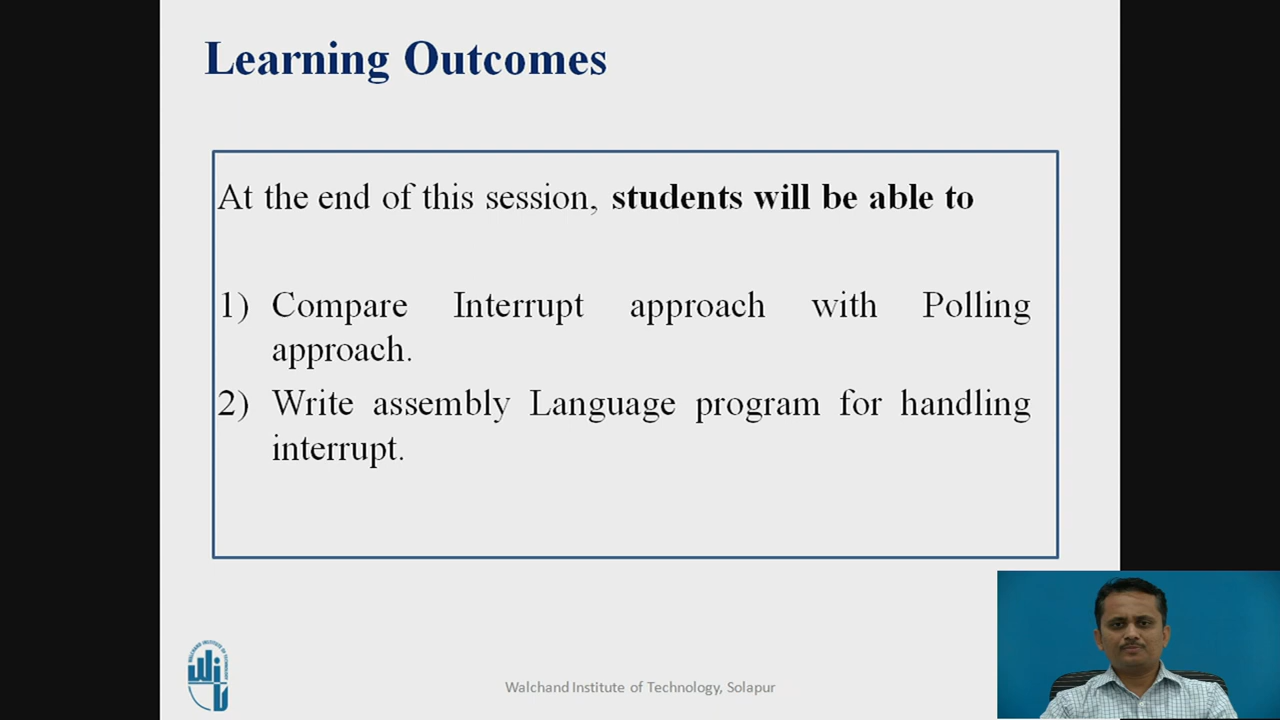 Learning Outcomes
At the end of this session, students will be able to
1) Compare Interrupt approach with Polling
approach.
2) Write assembly Language program for handling
interrupt.
Walchand Institute of Technology, Solapur